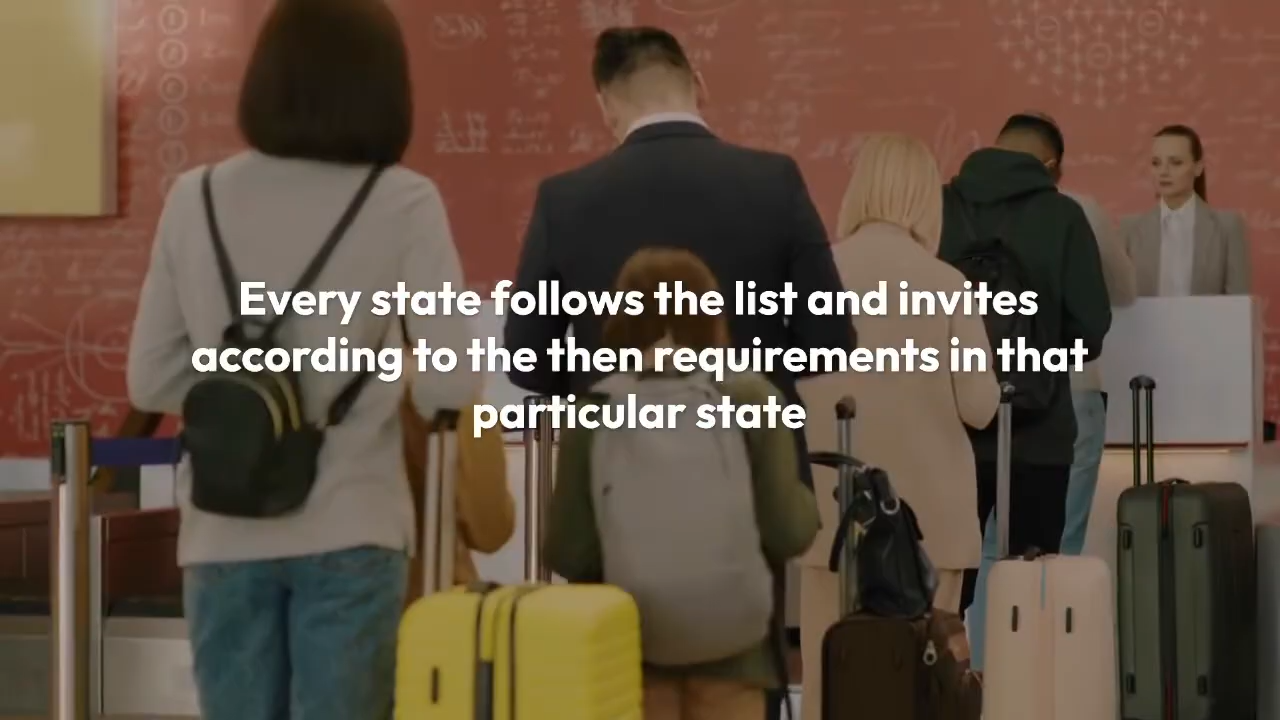 Every state follows the list and invites
according to the then requirements in that
particular state